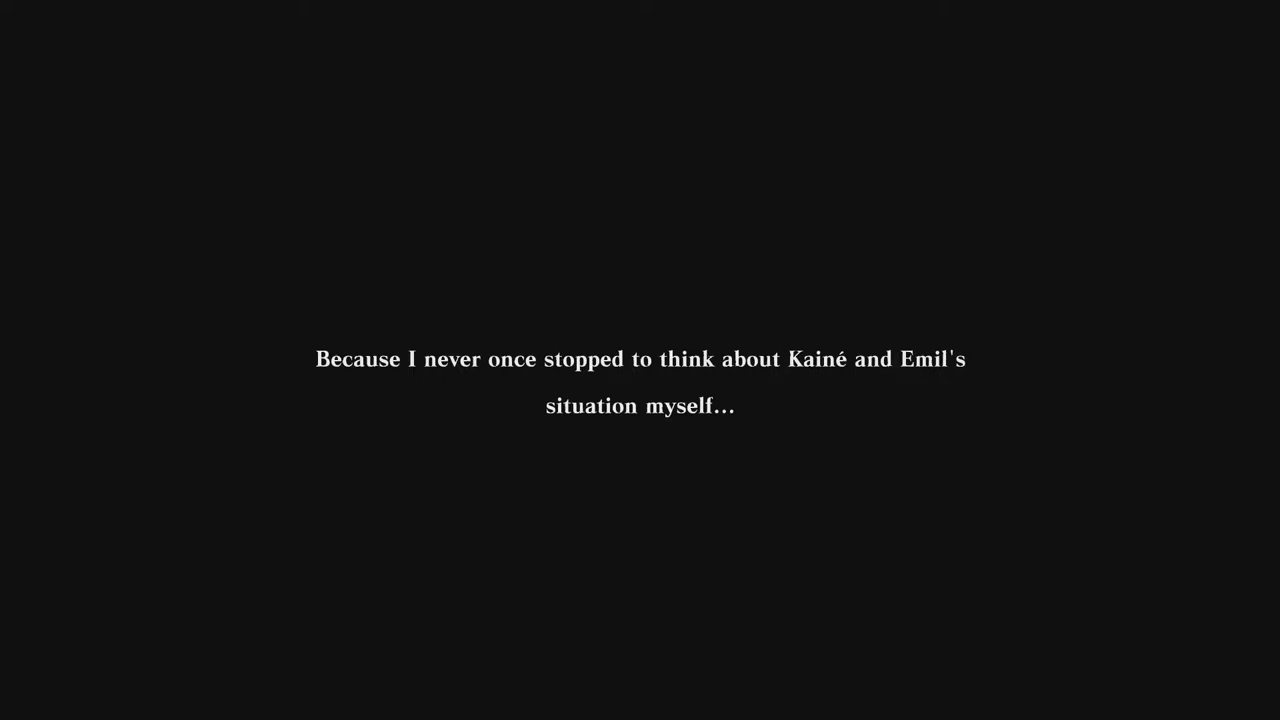 Because I never once stopped to think about Kainé and Emil's
situation myself...